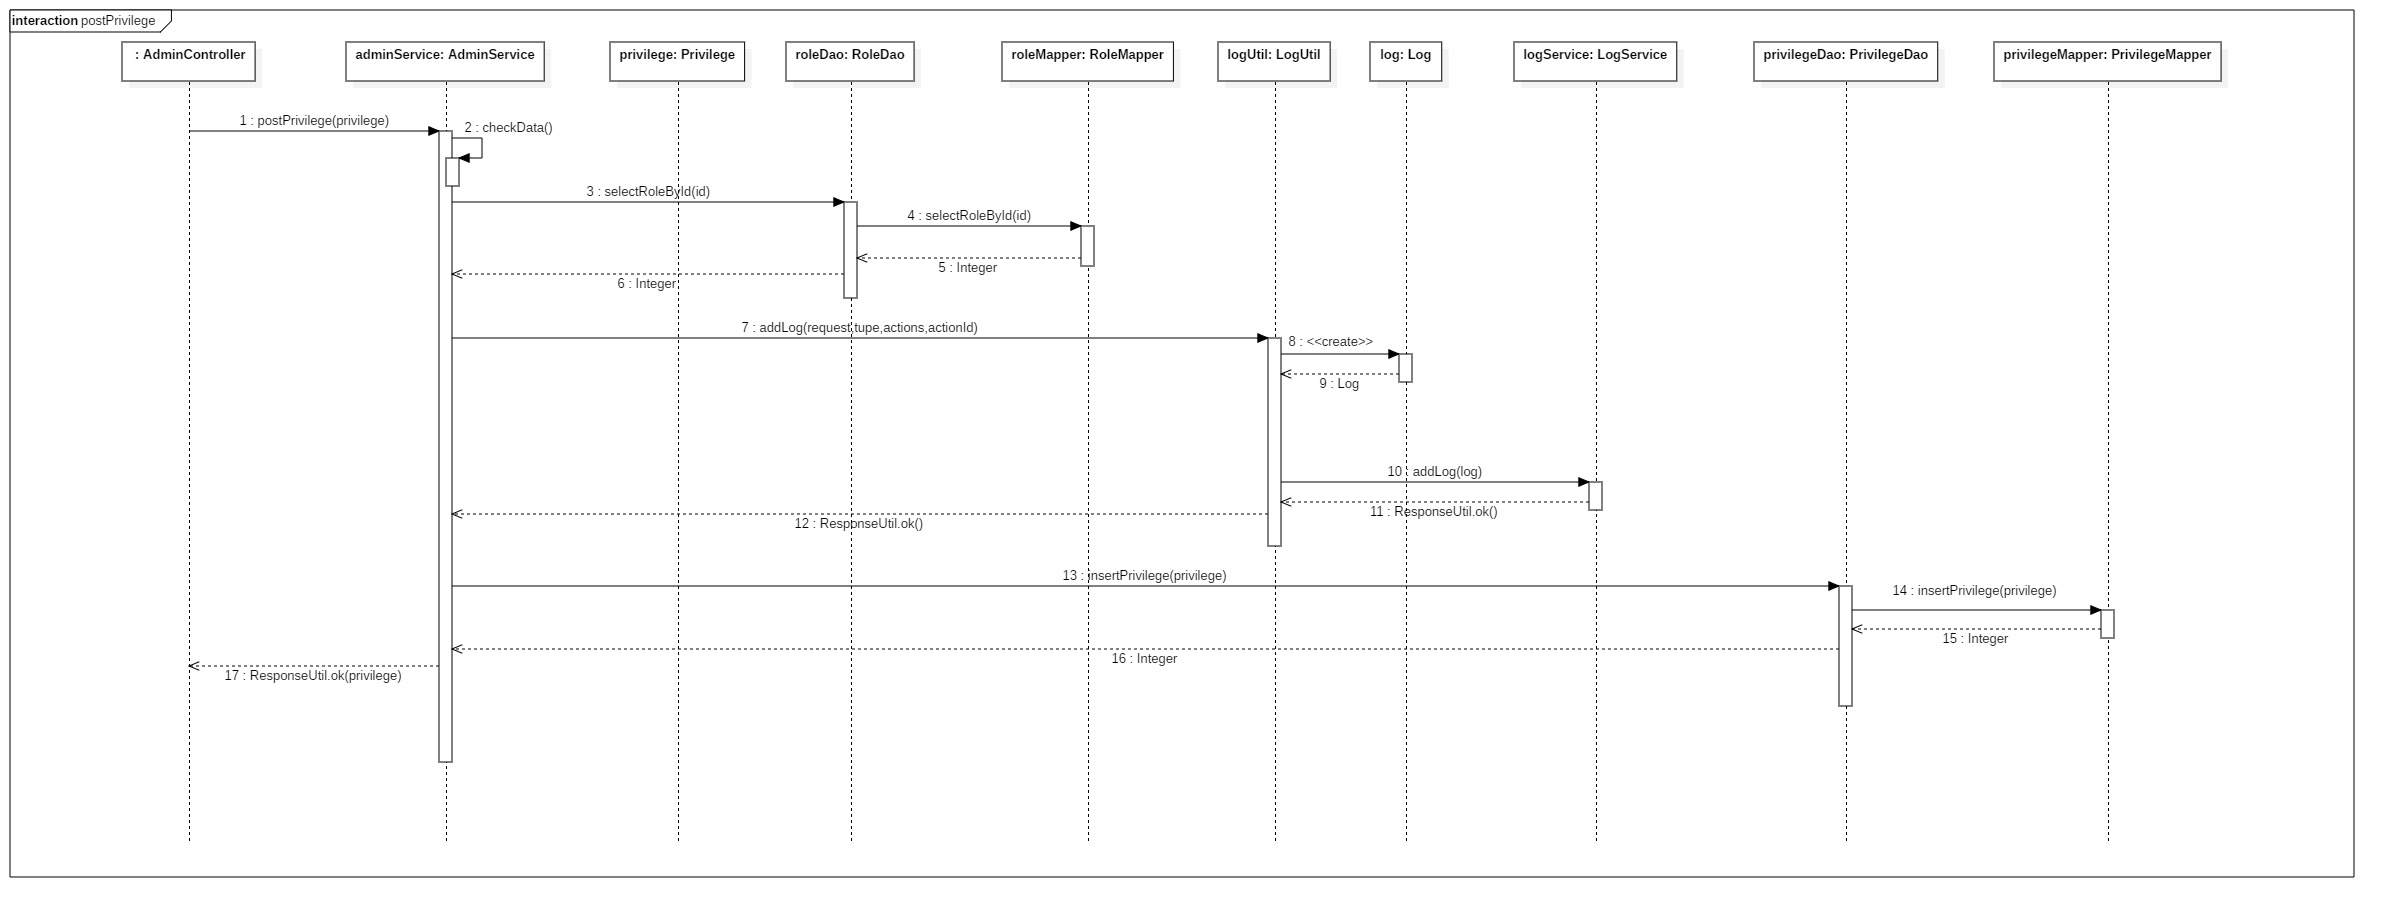 interaction postPrivilege
: AdminController
adminService: AdminService
privilege: Privilege
roleDao: RoleDao
roleMapper: RoleMapper
logUtil: LogUtil
log: Log
logService: LogService
privilegeDao: PrivilegeDao
privilegeMapper: PrivilegeMapper
1 : postPrivilege(privilege)
2 : checkData()
3 : selectRoleById(id)
4 : selectRoleById(id)
5 : Integer
6 : Integer
7 : addLog(request,tupe,actions,actionId)
8 : <<create>>
9 : Log
10 : addLog(log)
11 : ResponseUtil.ok()
12 : ResponseUtil.ok()
13 : insertPrivilege(privilege)
14 : insertPrivilege(privilege)
15 : Integer
16 : Integer
17 : ResponseUtil.ok(privilege)